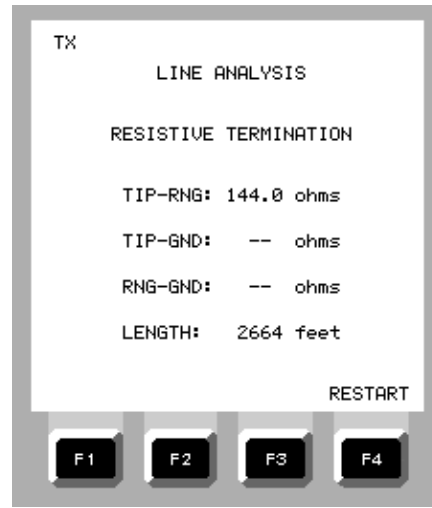 TX
LINE ANALYSIS
RESISTIVE TERMINATION
TIP-RNG: 144.0 ohms
TIP-GND: -- ohms
RNG-GND: -- ohms
LENGTH: 2664 feet
RESTART
F1 F2 F3 F4